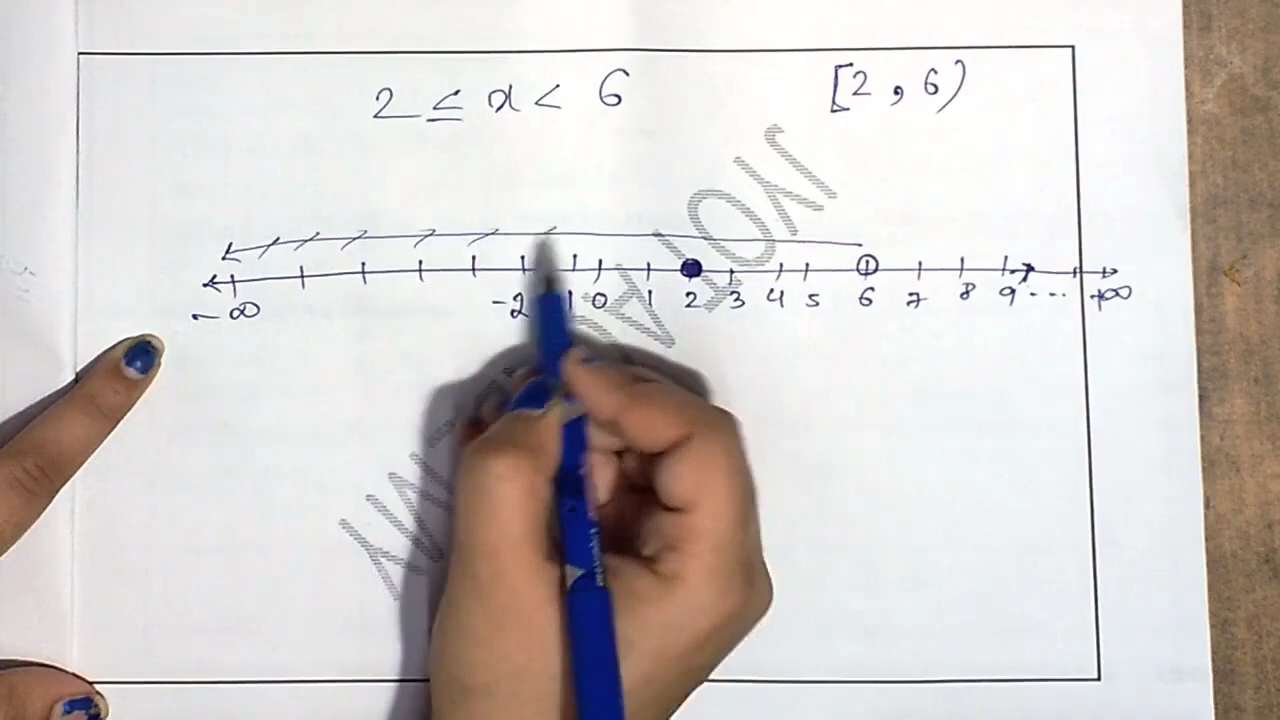 2 ≤ x < 6 [2, 6)
-∞ -2 1 0 1 2 3 4 5 6 7 8 9 ... +∞